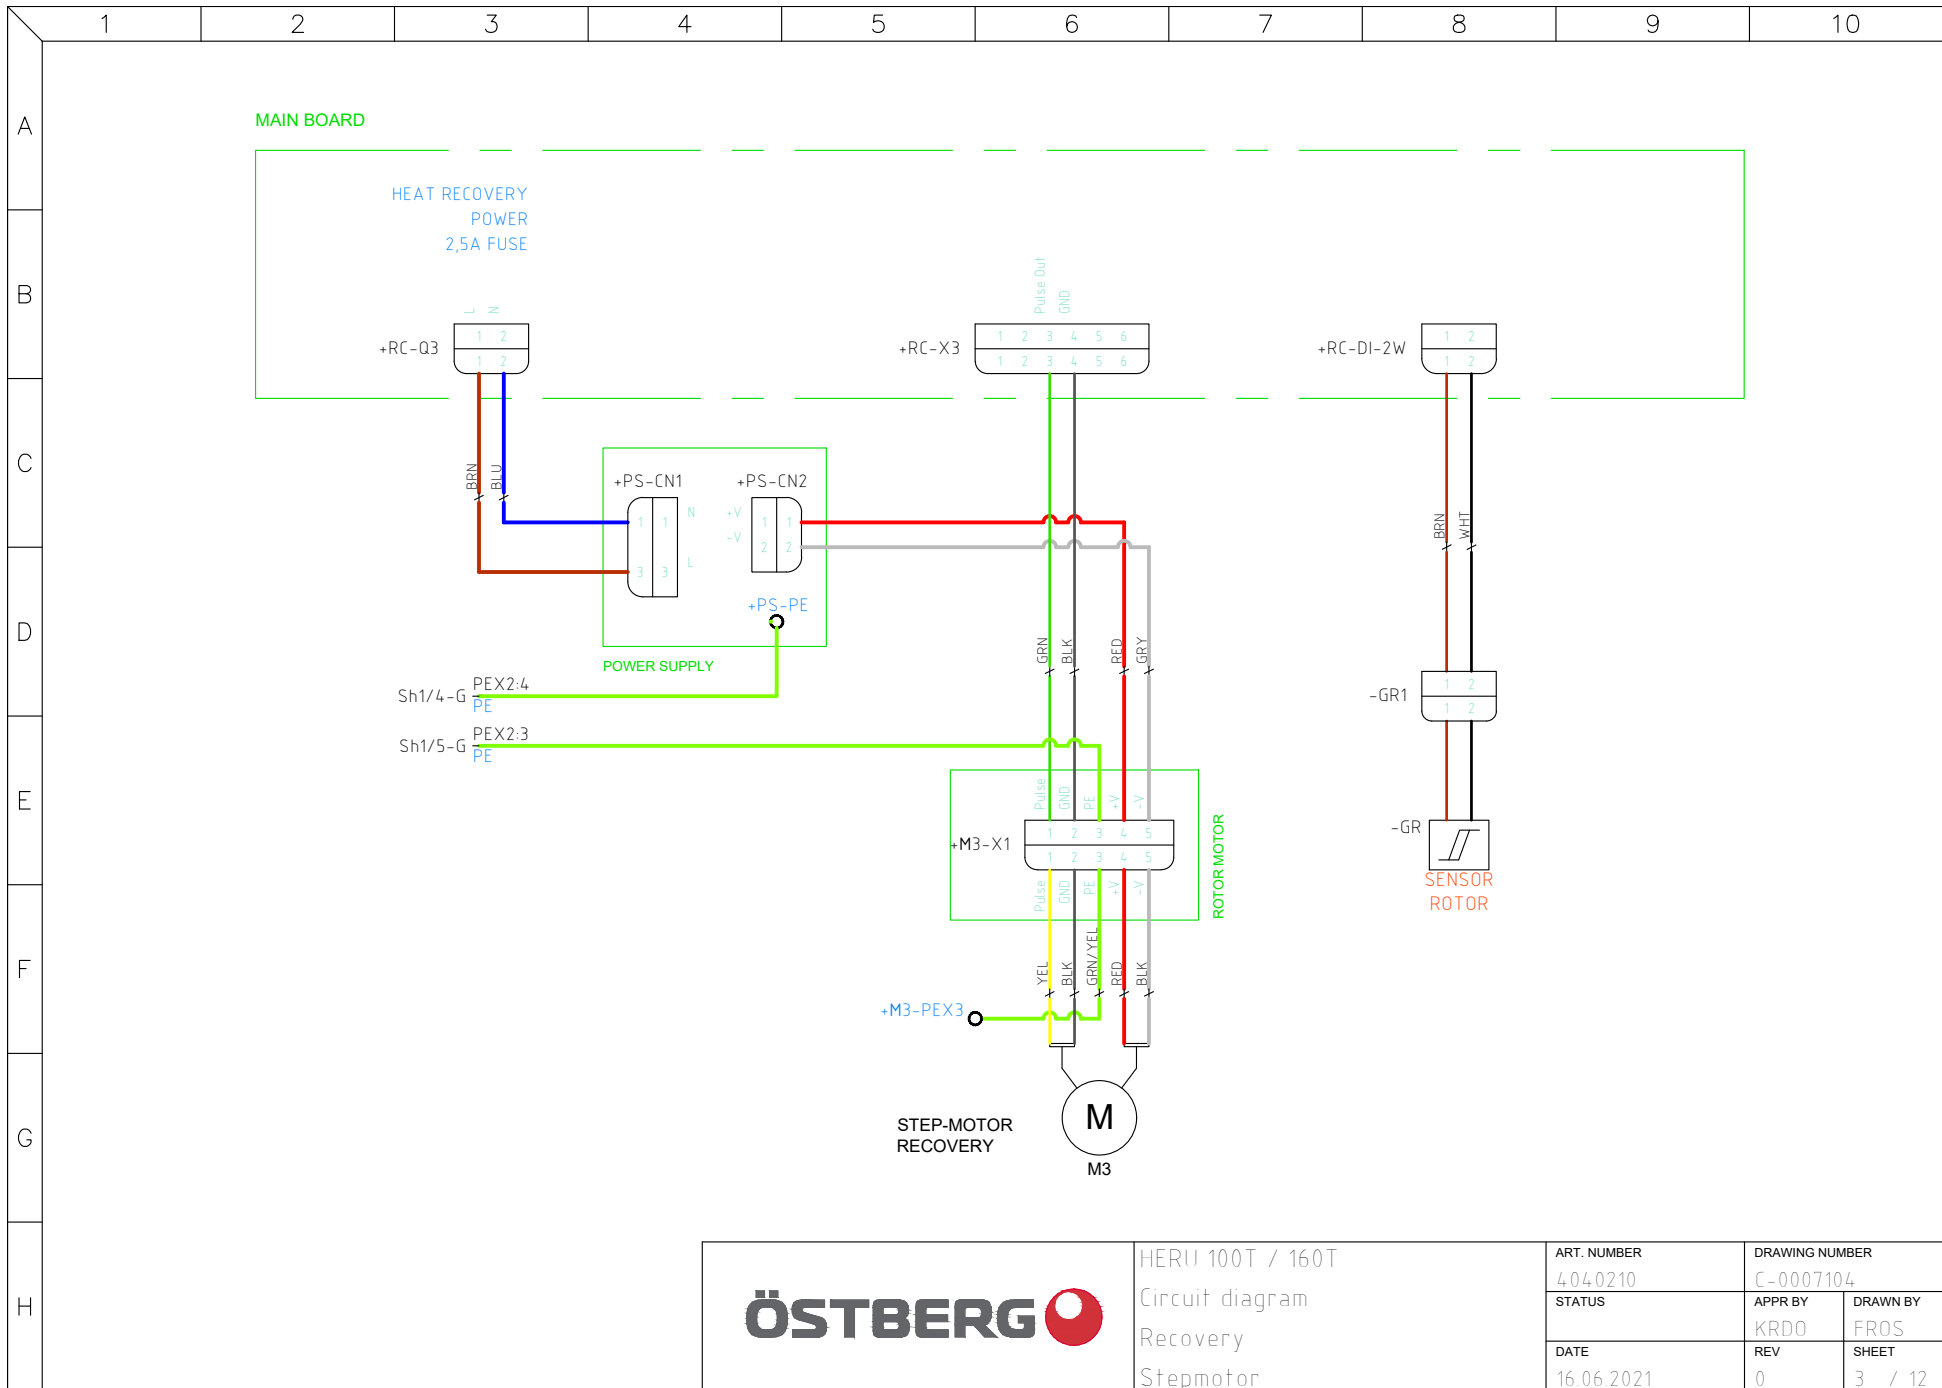 1 2 3 4 5 6 7 8 9 10
A
MAIN BOARD
HEAT RECOVERY
POWER
2,5A FUSE
B
L N
Pulse Out
GND
+RC-Q3
1 2
1 2
+RC-X3
1 2 3 4 5 6
1 2 3 4 5 6
+RC-DI-2W
1 2
1 2
C
BRN BLU
+PS-CN1
1 1 N
3 3 L
+PS-CN2
+V 1 1
-V 2 2
BRN WHT
+PS-PE
D
POWER SUPPLY
GRN BLK RED GRY
Sh1/4-G PEX2:4
PE
Sh1/5-G PEX2:3
PE
-GR1
1 2
1 2
E
Pulse GND PE +V -V
+M3-X1
1 2 3 4 5
1 2 3 4 5
Pulse GND PE +V -V
ROTOR MOTOR
-GR
SENSOR
ROTOR
F
YEL BLK GRN/YEL RED BLK
+M3-PEX3
G
STEP-MOTOR
RECOVERY
M
M3
H
ÖSTBERG
HERU 100T / 160T
Circuit diagram
Recovery
Stepmotor
ART. NUMBER
4040210
DRAWING NUMBER
C-0007104
STATUS
APPR BY
KRDO
DRAWN BY
FROS
DATE
16.06.2021
REV
0
SHEET
3 / 12